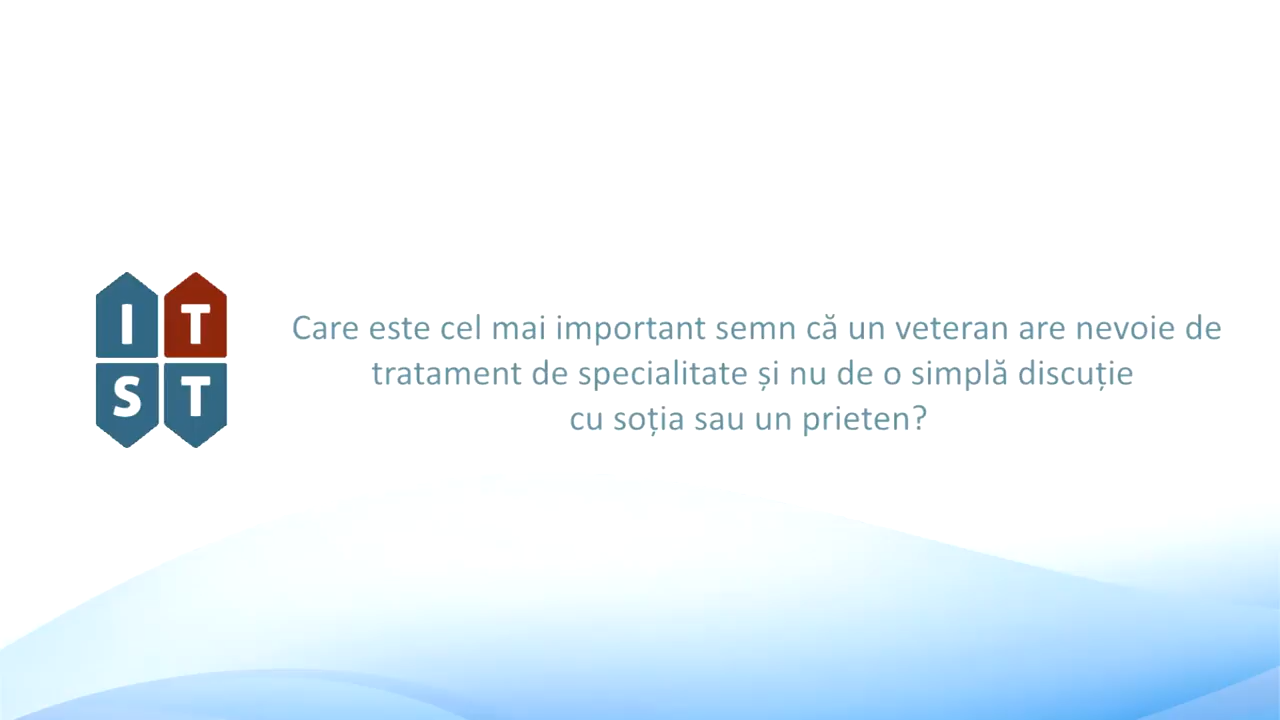 I T
S T
Care este cel mai important semn că un veteran are nevoie de
tratament de specialitate și nu de o simplă discuție
cu soția sau un prieten?